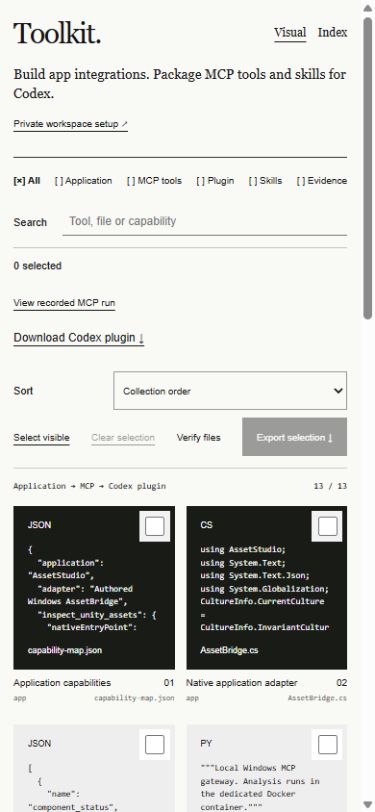 Toolkit.
Visual Index
Build app integrations. Package MCP tools and skills for
Codex.
Private workspace setup ↗
[×] All [ ] Application [ ] MCP tools [ ] Plugin [ ] Skills [ ] Evidence
Search Tool, file or capability
0 selected
View recorded MCP run
Download Codex plugin ↓
Sort Collection order
Select visible Clear selection Verify files Export selection ↓
Application → MCP → Codex plugin 13 / 13
JSON
{
"application":
"AssetStudio",
"adapter": "Authored
Windows AssetBridge",
"inspect_unity_assets": {
"nativeEntryPoint":
capability-map.json
Application capabilities 01
app capability-map.json
CS
using AssetStudio;
using System.Text;
using System.Text.Json;
using System.Globalization;
CultureInfo.CurrentCulture
=
CultureInfo.InvariantCultur
AssetBridge.cs
Native application adapter 02
app AssetBridge.cs
JSON
[
{
"name":
"component_status",
PY
"""Local Windows MCP
gateway. Analysis runs in
the dedicated Docker
container."""